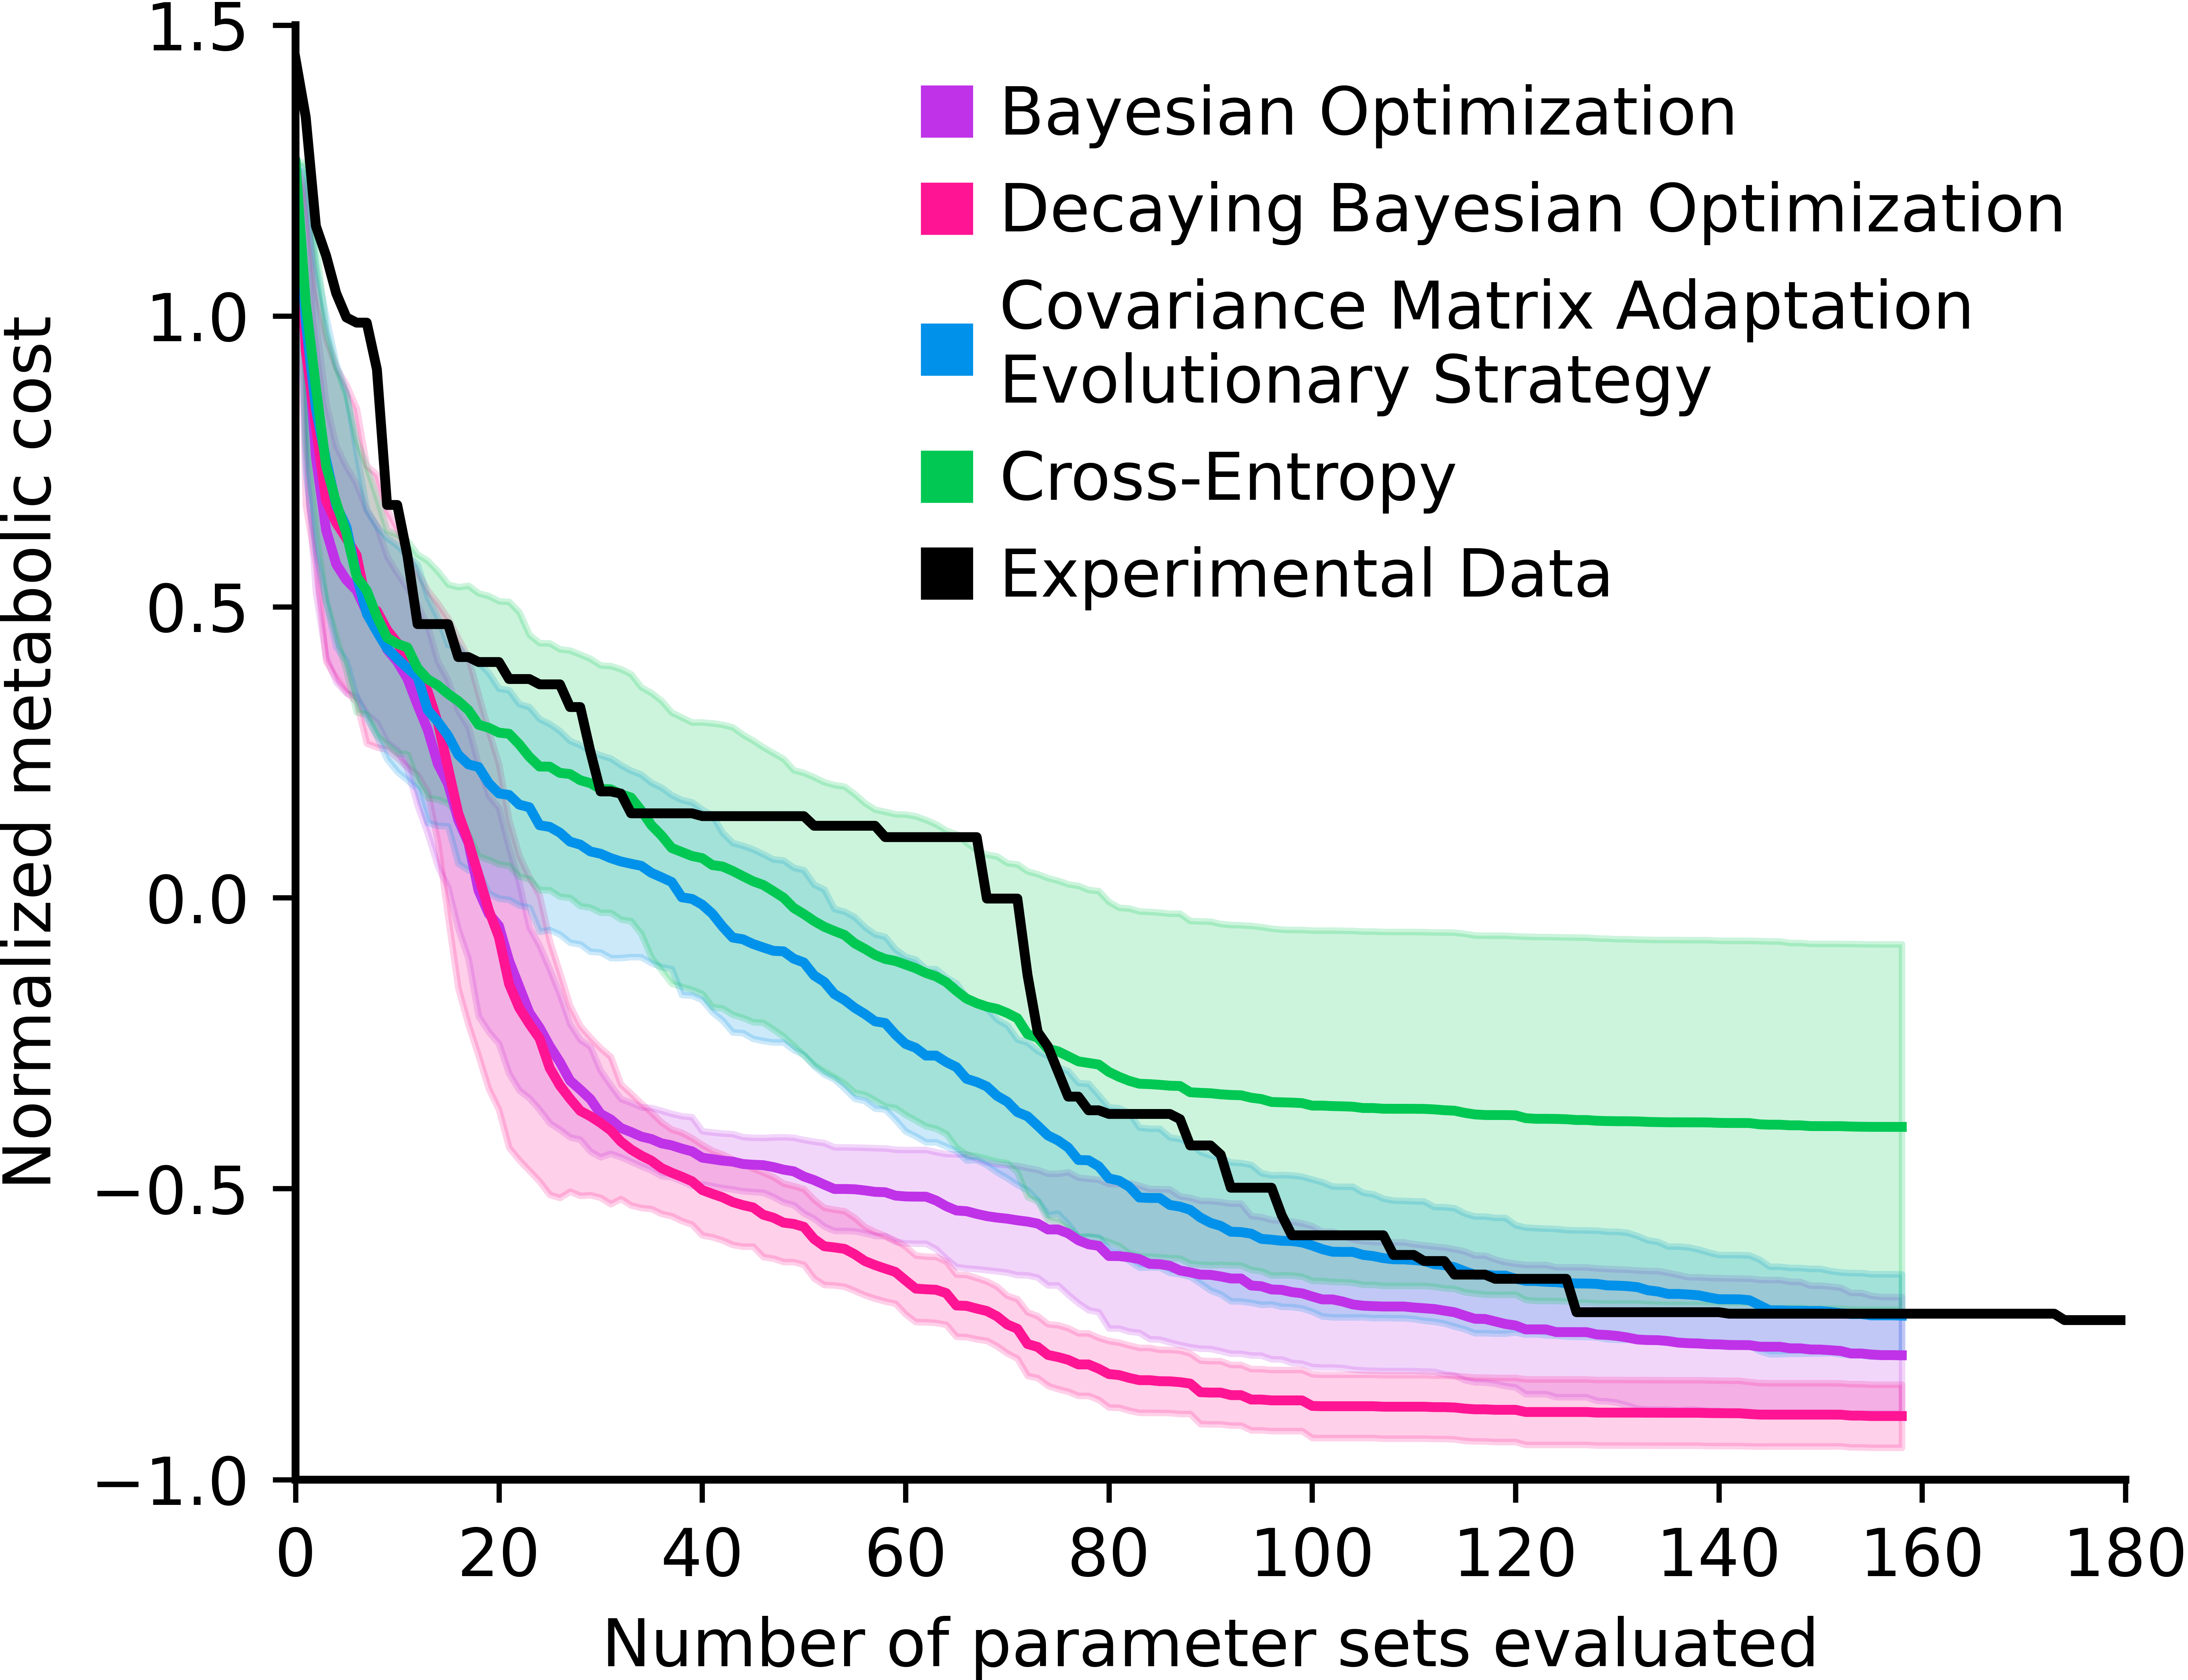 1.5
1.0
0.5
0.0
−0.5
−1.0
Normalized metabolic cost
Bayesian Optimization
Decaying Bayesian Optimization
Covariance Matrix Adaptation
Evolutionary Strategy
Cross-Entropy
Experimental Data
0 20 40 60 80 100 120 140 160 180
Number of parameter sets evaluated